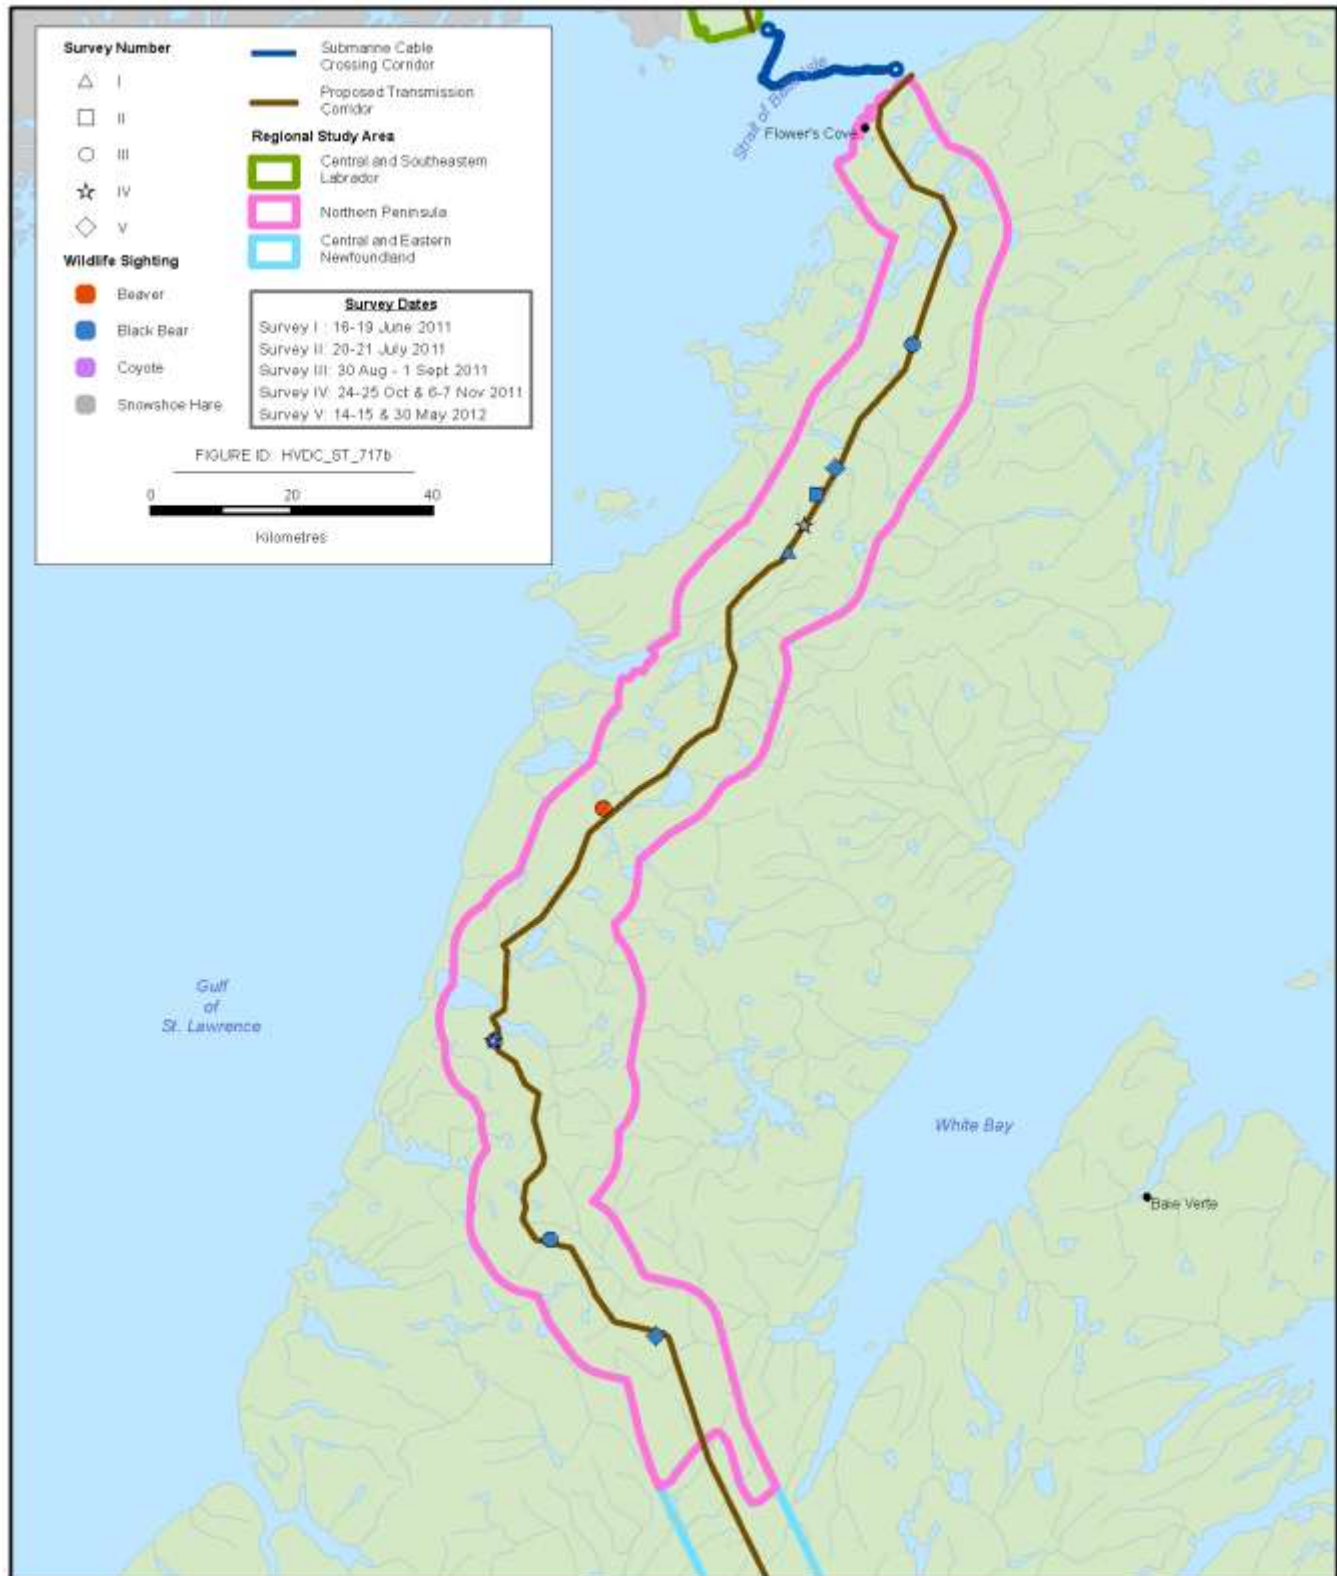 Survey Number
I
II
III
IV
V
Wildlife Sighting
Beaver
Black Bear
Coyote
Snowshoe Hare
Submarine Cable
Crossing Corridor
Proposed Transmission
Corridor
Regional Study Area
Central and Southeastern
Labrador
Northern Peninsula
Central and Eastern
Newfoundland
Survey Dates
Survey I : 16-19 June 2011
Survey II: 20-21 July 2011
Survey III: 30 Aug - 1 Sept 2011
Survey IV: 24-25 Oct & 6-7 Nov 2011
Survey V: 14-15 & 30 May 2012
FIGURE ID: HVDC_ST_717b
0 20 40
Kilometres
Strait of Belle Isle
Flower's Cove
Gulf
of
St. Lawrence
White Bay
Baie Verte